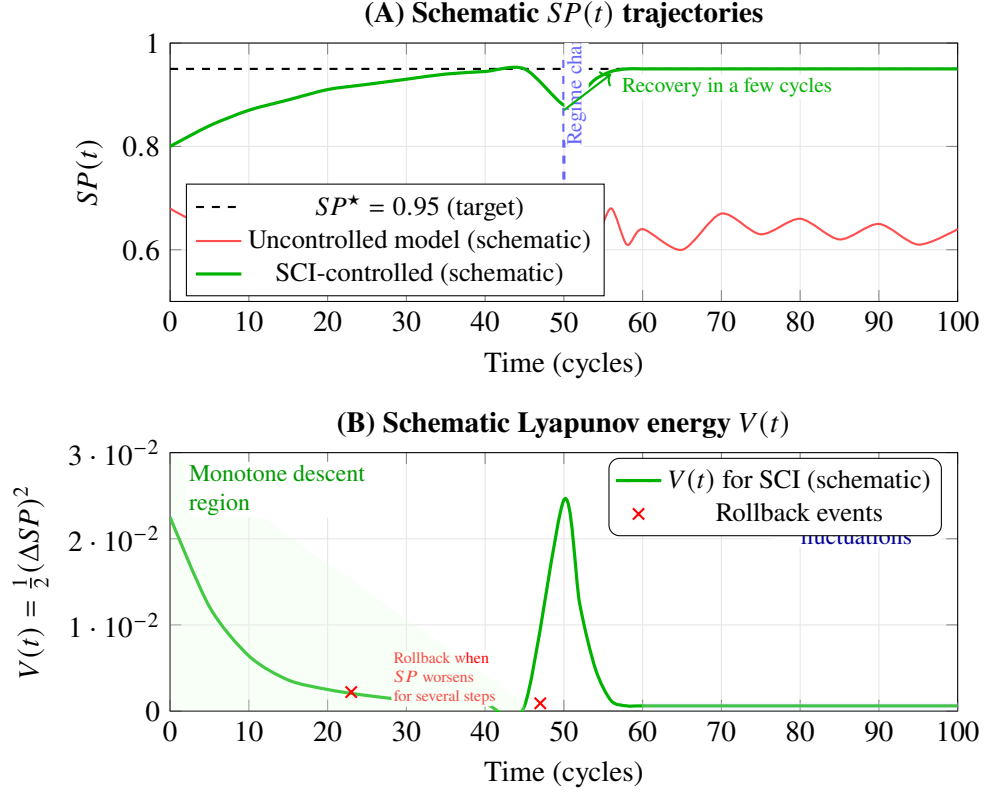 (A) Schematic SP(t) trajectories
1
0.8
0.6
SP(t)
Regime cha
Recovery in a few cycles
SP★ = 0.95 (target)
Uncontrolled model (schematic)
SCI-controlled (schematic)
0 10 20 30 40 50 60 70 80 90 100
Time (cycles)
(B) Schematic Lyapunov energy V(t)
3 · 10⁻²
2 · 10⁻²
1 · 10⁻²
0
V(t) = ½(ΔSP)²
Monotone descent
region
V(t) for SCI (schematic)
Rollback events
fluctuations
Rollback when
SP worsens
for several steps
0 10 20 30 40 50 60 70 80 90 100
Time (cycles)